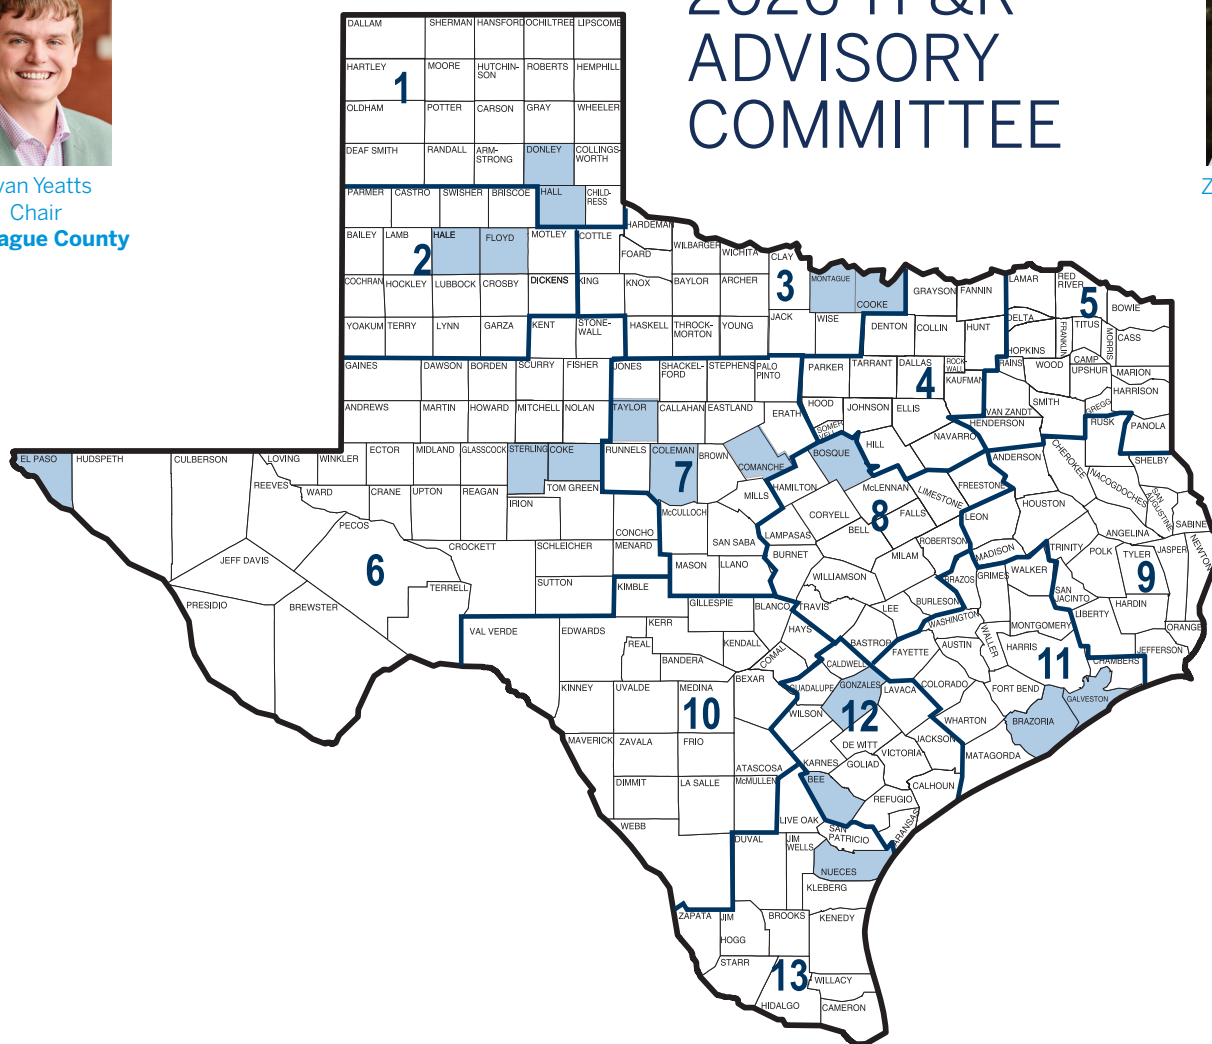 ADVISORY
COMMITTEE
Yeatts
Chair
County
Z
DALLAM SHERMAN HANSFORD OCHILTREE LIPSCOMB
HARTLEY MOORE HUTCHIN-
SON ROBERTS HEMPHILL
1
OLDHAM POTTER CARSON GRAY WHEELER
DEAF SMITH RANDALL ARM-
STRONG DONLEY COLLINGS-
WORTH
PARMER CASTRO SWISHER BRISCOE HALL CHILD-
RESS
BAILEY LAMB HALE FLOYD MOTLEY COTTLE HARDEMAN
2 FOARD WILBARGER WICHITA CLAY
COCHRAN HOCKLEY LUBBOCK CROSBY DICKENS KING KNOX BAYLOR ARCHER 3 MONTAGUE COOKE GRAYSON FANNIN LAMAR RED
RIVER 5 BOWIE
YOAKUM TERRY LYNN GARZA KENT STONE-
WALL HASKELL THROCK-
MORTON YOUNG JACK WISE DENTON COLLIN HUNT DELTA FRANKLIN TITUS MORRIS CASS
HOPKINS CAMP
GAINES DAWSON BORDEN SCURRY FISHER JONES SHACKEL-
FORD STEPHENS PALO
PINTO PARKER TARRANT DALLAS ROCK-
WALL RAINS WOOD UPSHUR MARION
4 KAUFMAN HARRISON
ANDREWS MARTIN HOWARD MITCHELL NOLAN TAYLOR CALLAHAN EASTLAND ERATH HOOD JOHNSON ELLIS VAN ZANDT SMITH GREGG
SOMER-
VELL HENDERSON RUSK PANOLA
EL PASO HUDSPETH CULBERSON LOVING WINKLER ECTOR MIDLAND GLASSCOCK STERLING COKE RUNNELS COLEMAN BROWN COMANCHE BOSQUE HILL NAVARRO ANDERSON CHEROKEE SHELBY
REEVES WARD CRANE UPTON REAGAN TOM GREEN 7 MILLS HAMILTON McLENNAN LIMESTONE FREESTONE NACOGDOCHES SAN
AUGUSTINE
IRION McCULLOCH CORYELL 8 FALLS LEON HOUSTON SABINE
PECOS CONCHO SAN SABA LAMPASAS BELL ROBERTSON ANGELINA NEWTON
JEFF DAVIS CROCKETT SCHLEICHER MENARD BURNET MILAM MADISON TRINITY POLK TYLER JASPER
6 TERRELL SUTTON KIMBLE MASON LLANO WILLIAMSON BRAZOS GRIMES WALKER SAN
JACINTO 9
PRESIDIO BREWSTER GILLESPIE BLANCO TRAVIS LEE BURLESON WASHINGTON MONTGOMERY LIBERTY HARDIN
VAL VERDE EDWARDS KERR HAYS BASTROP ORANGE
REAL KENDALL COMAL FAYETTE AUSTIN WALLER HARRIS 11 JEFFERSON
BANDERA BEXAR CALDWELL CHAMBERS
KINNEY UVALDE MEDINA GUADALUPE GONZALES LAVACA COLORADO FORT BEND GALVESTON
10 WILSON 12 WHARTON BRAZORIA
MAVERICK ZAVALA FRIO DE WITT VICTORIA JACKSON MATAGORDA
ATASCOSA KARNES GOLIAD
DIMMIT LA SALLE McMULLEN BEE CALHOUN
REFUGIO
WEBB LIVE OAK SAN
PATRICIO ARANSAS
DUVAL JIM
WELLS NUECES
KLEBERG
ZAPATA JIM
HOGG BROOKS KENEDY
STARR 13 WILLACY
HIDALGO CAMERON